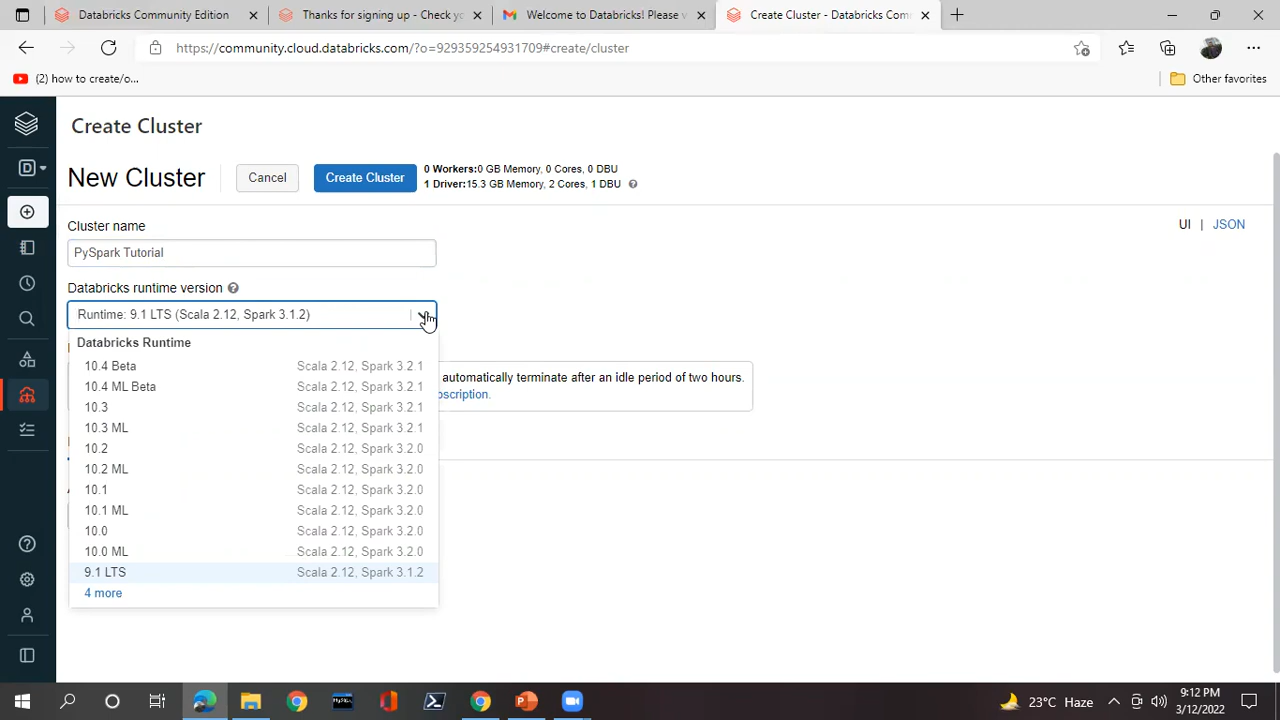 Databricks Community Edition
Thanks for signing up - Check yo
Welcome to Databricks! Please v
Create Cluster - Databricks Com
https://community.cloud.databricks.com/?o=929359254931709#create/cluster
(2) how to create/o...
Other favorites
Create Cluster
New Cluster
Cancel
Create Cluster
0 Workers:0 GB Memory, 0 Cores, 0 DBU
1 Driver:15.3 GB Memory, 2 Cores, 1 DBU
UI | JSON
Cluster name
PySpark Tutorial
Databricks runtime version
Runtime: 9.1 LTS (Scala 2.12, Spark 3.1.2)
Databricks Runtime
10.4 Beta Scala 2.12, Spark 3.2.1
automatically terminate after an idle period of two hours.
10.4 ML Beta Scala 2.12, Spark 3.2.1
bscription.
10.3 Scala 2.12, Spark 3.2.1
10.3 ML Scala 2.12, Spark 3.2.1
10.2 Scala 2.12, Spark 3.2.0
10.2 ML Scala 2.12, Spark 3.2.0
10.1 Scala 2.12, Spark 3.2.0
10.1 ML Scala 2.12, Spark 3.2.0
10.0 Scala 2.12, Spark 3.2.0
10.0 ML Scala 2.12, Spark 3.2.0
9.1 LTS Scala 2.12, Spark 3.1.2
4 more
23°C Haze
9:12 PM
3/12/2022